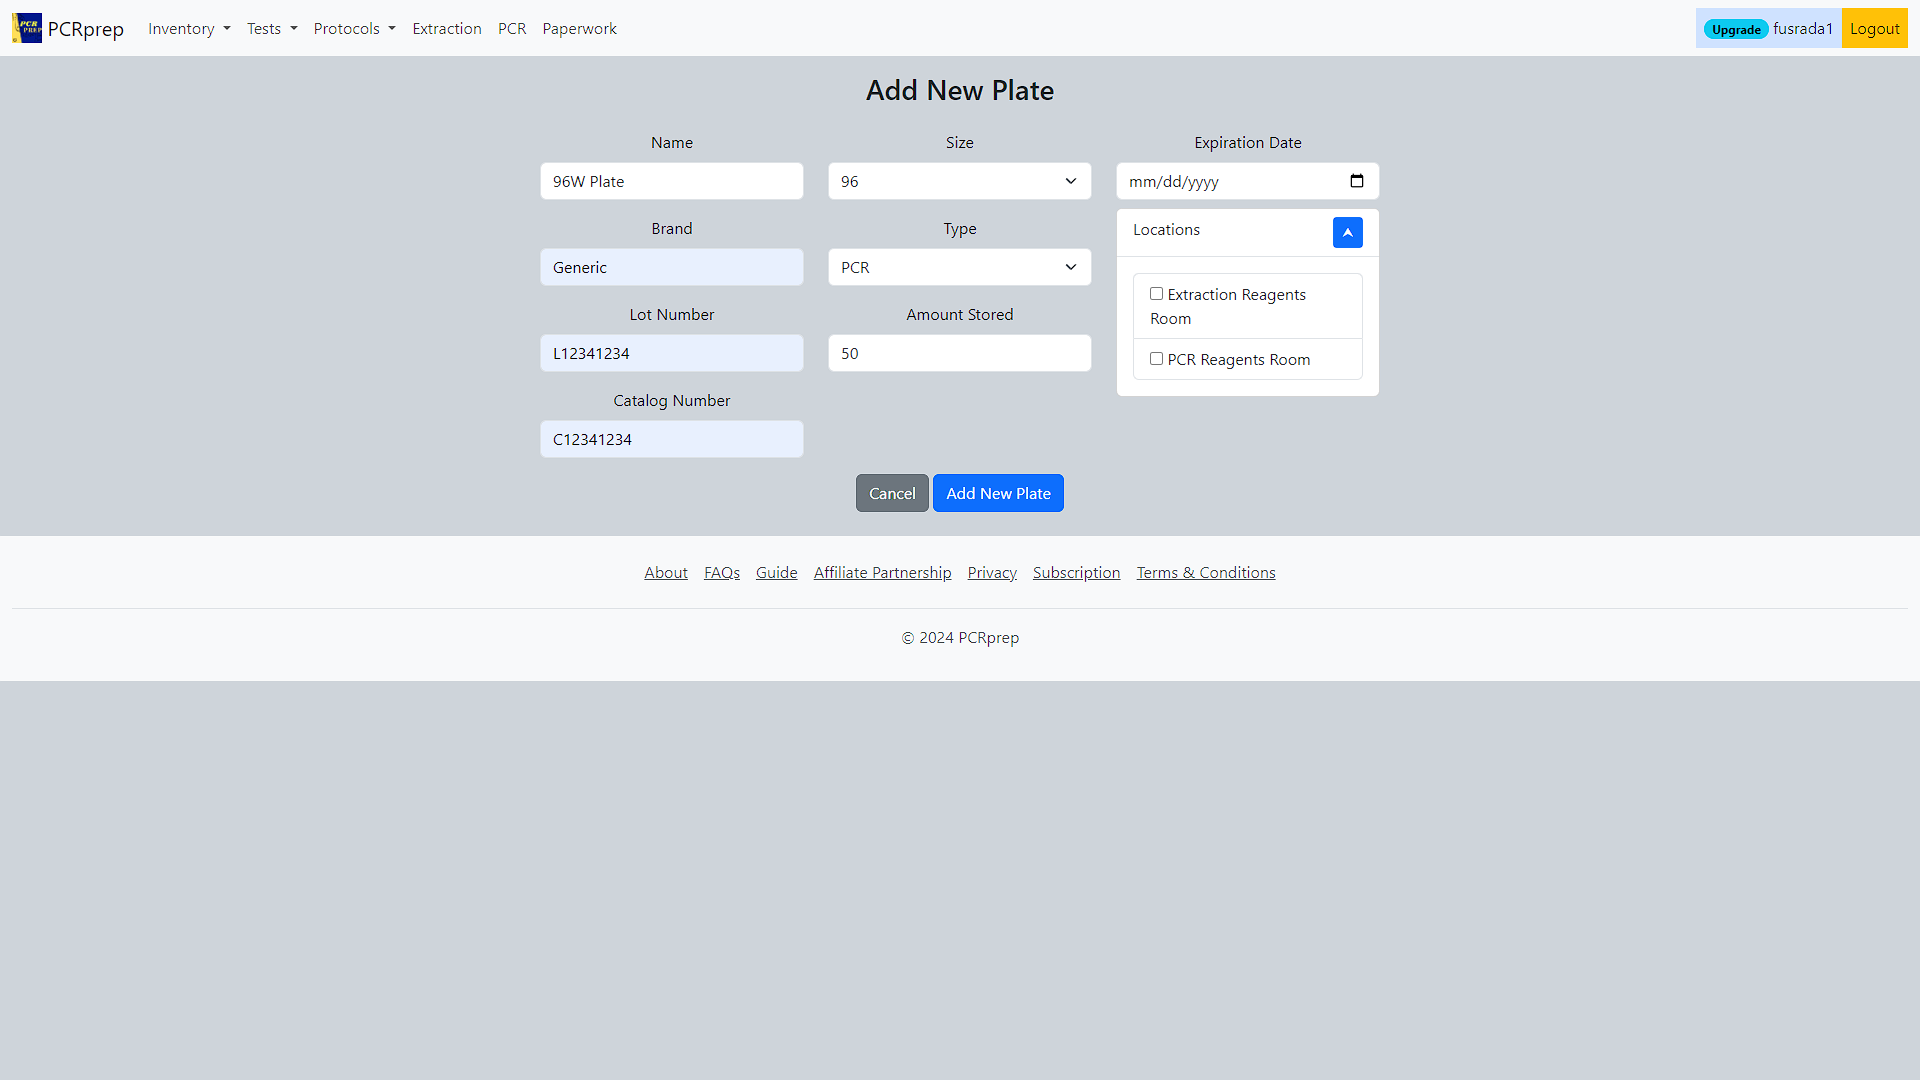 PCR PREP
PCRprep
Inventory
Tests
Protocols
Extraction
PCR
Paperwork
Upgrade
fusrada1
Logout
Add New Plate
Name
96W Plate
Brand
Generic
Lot Number
L12341234
Catalog Number
C12341234
Size
96
Type
PCR
Amount Stored
50
Expiration Date
mm/dd/yyyy
Locations
Extraction Reagents
Room
PCR Reagents Room
Cancel
Add New Plate
About FAQs Guide Affiliate Partnership Privacy Subscription Terms & Conditions
© 2024 PCRprep